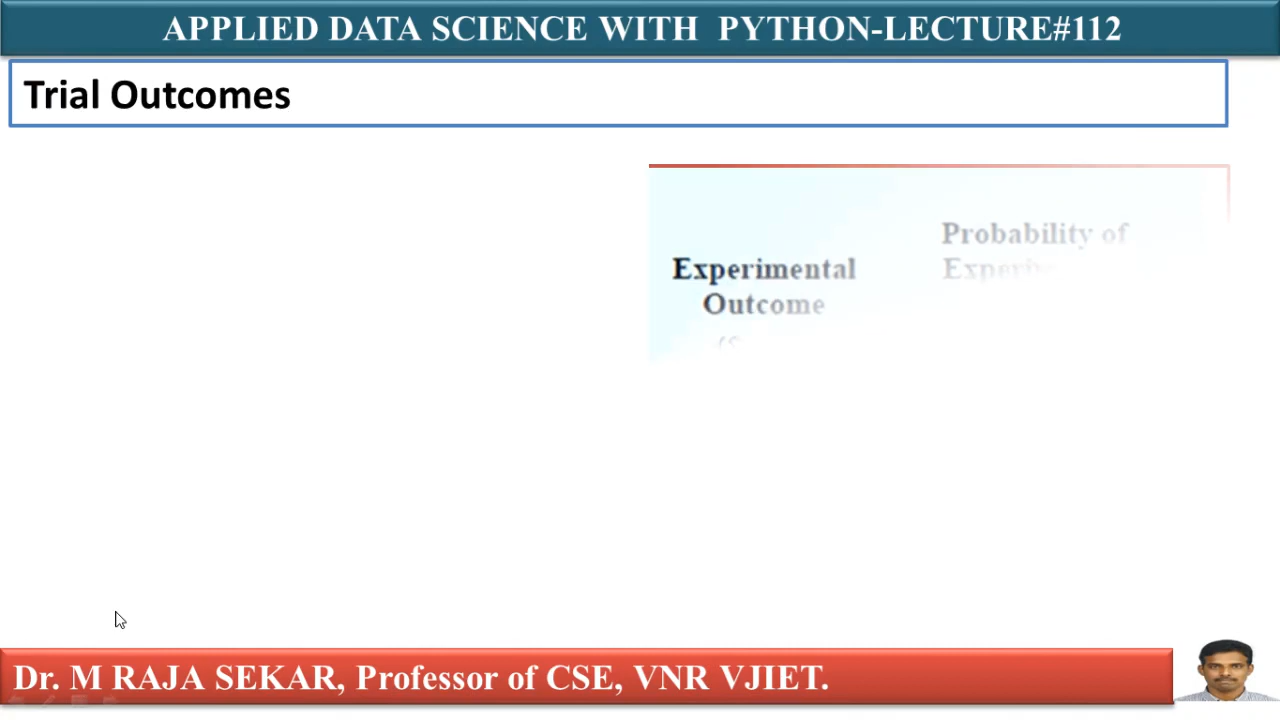 APPLIED DATA SCIENCE WITH PYTHON-LECTURE#112
Trial Outcomes
Probability of
Experimental
Outcome
Dr. M RAJA SEKAR, Professor of CSE, VNR VJIET.